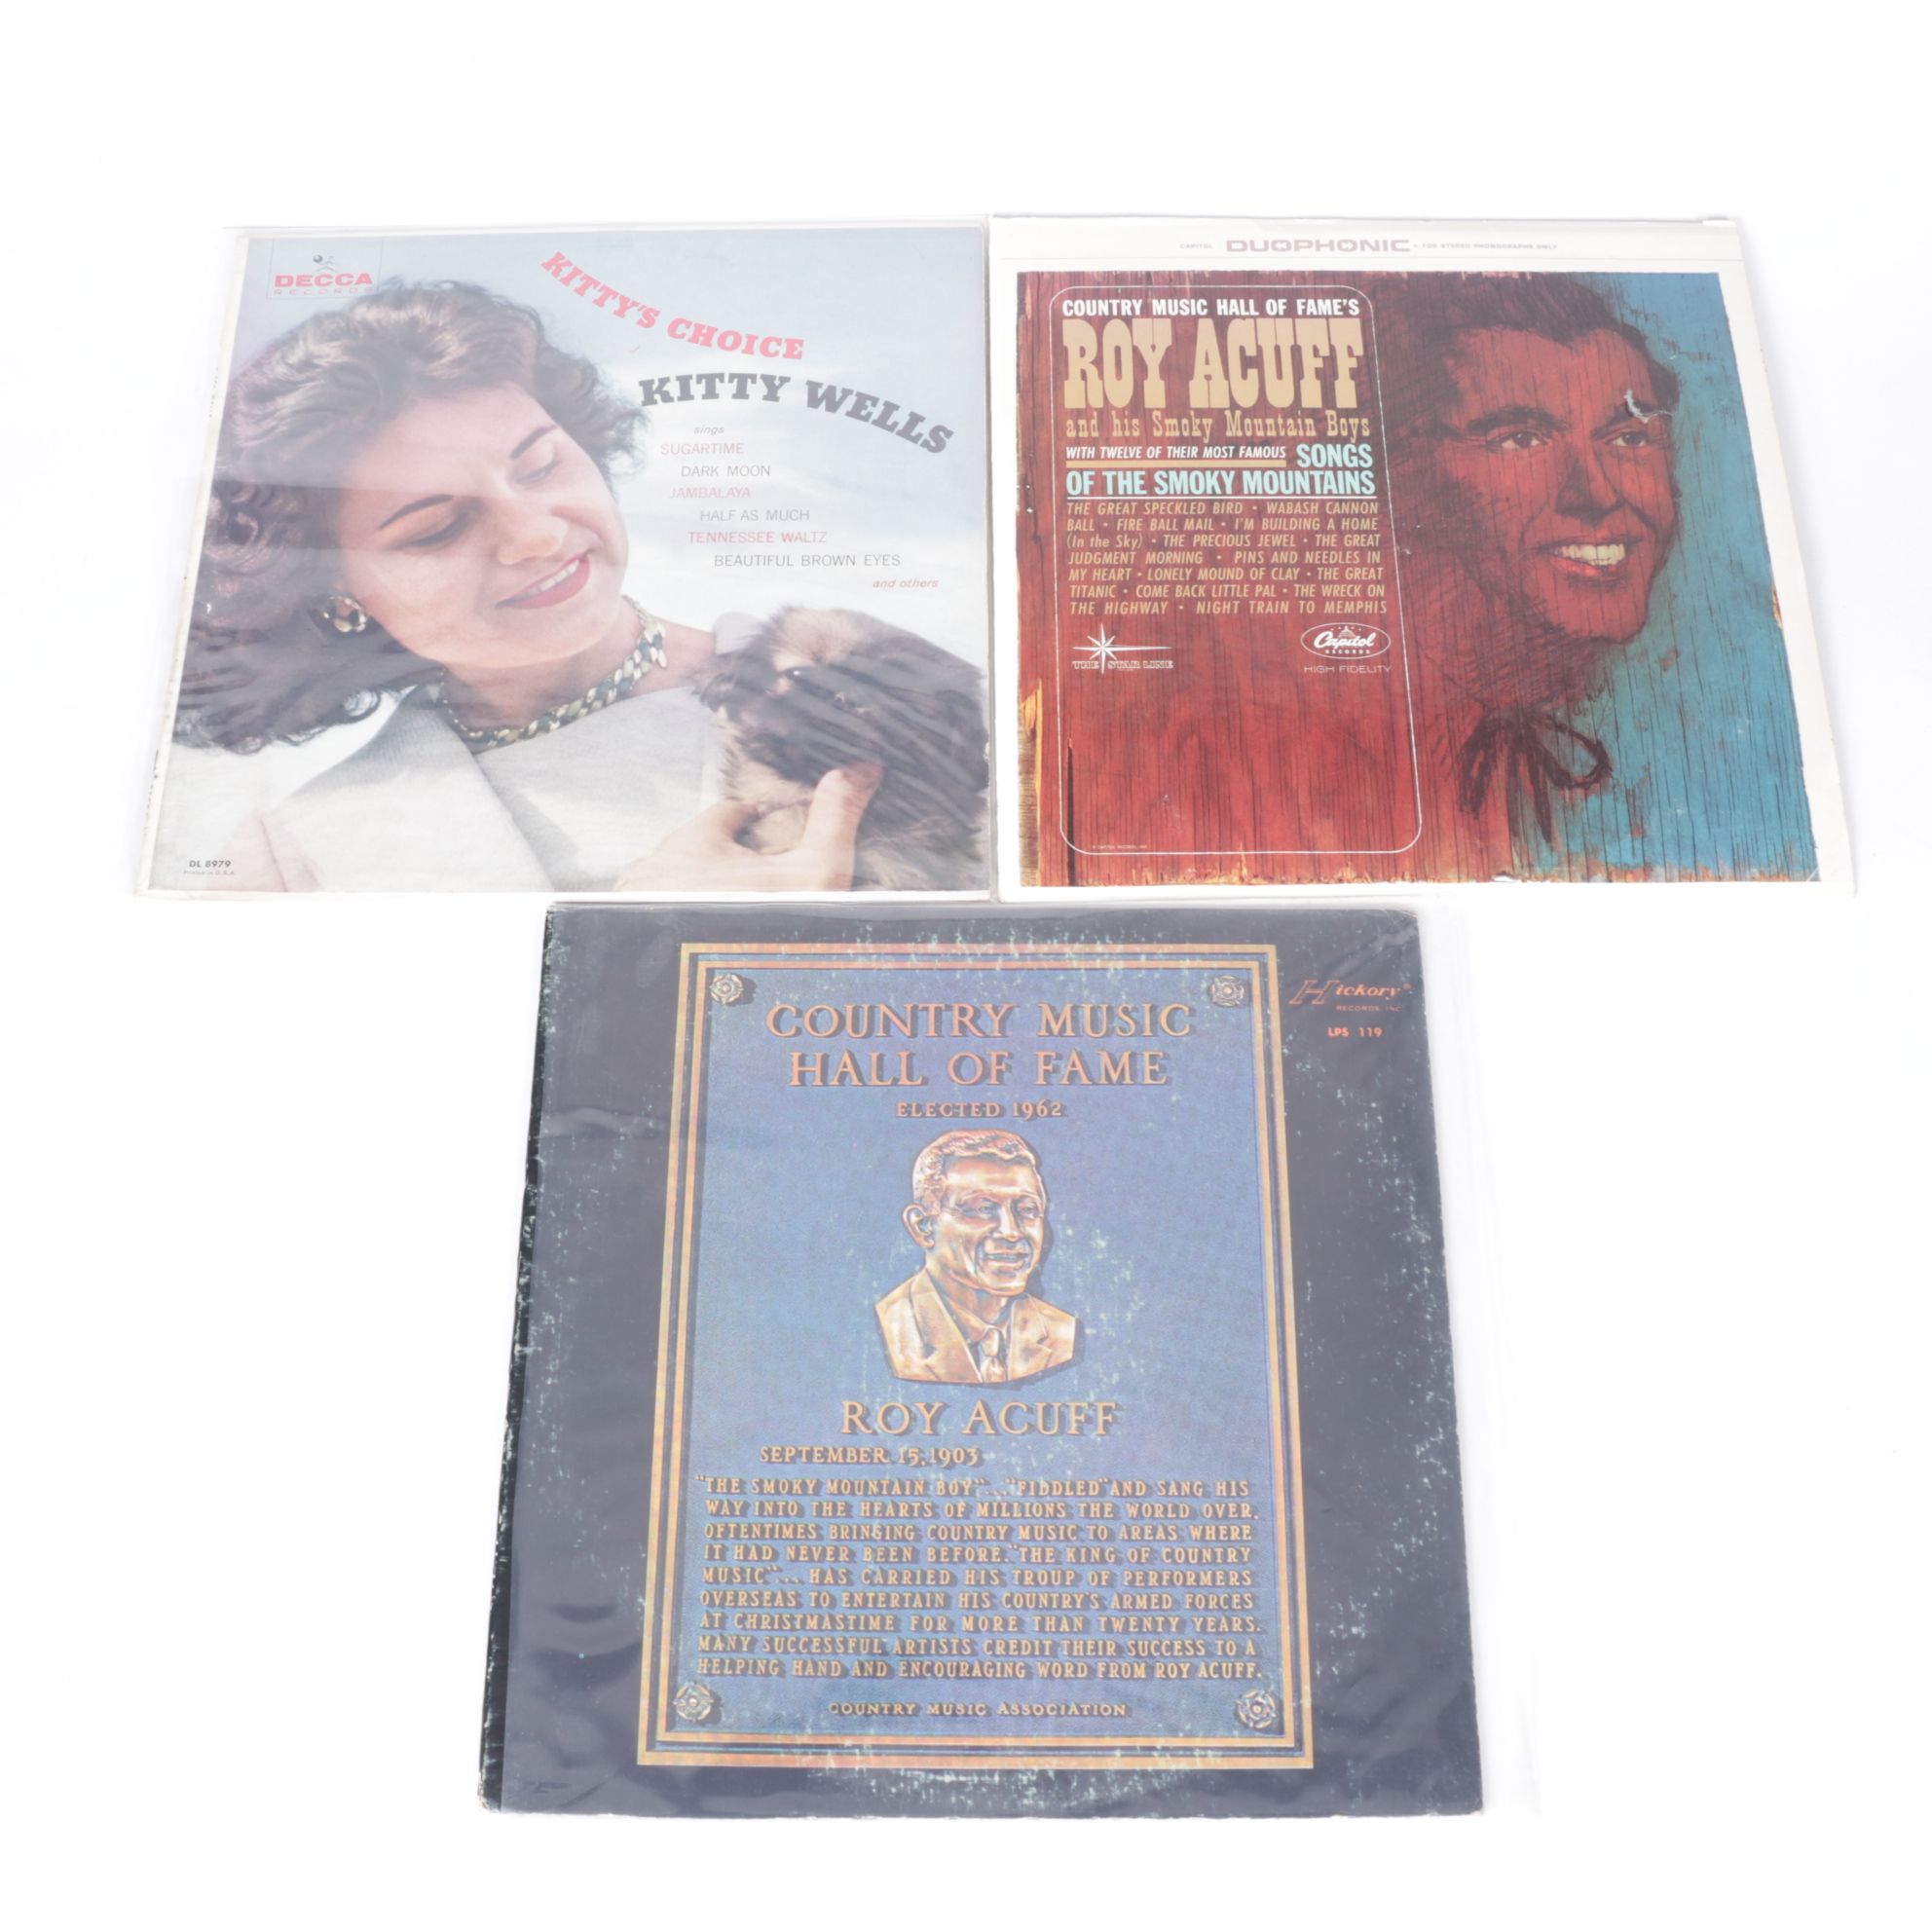 DECCA
RECORDS
KITTY'S CHOICE
KITTY WELLS
sings
SUGARTIME
DARK MOON
JAMBALAYA
HALF AS MUCH
TENNESSEE WALTZ
BEAUTIFUL BROWN EYES
and others
DL 8979
Printed in U.S.A.
CAPITOL DUOPHONIC • FOR STEREO PHONOGRAPHS ONLY
COUNTRY MUSIC HALL OF FAME'S
ROY ACUFF
and his Smoky Mountain Boys
WITH TWELVE OF THEIR MOST FAMOUS SONGS
OF THE SMOKY MOUNTAINS
THE GREAT SPECKLED BIRD • WABASH CANNON
BALL • FIRE BALL MAIL • I'M BUILDING A HOME
(In the Sky) • THE PRECIOUS JEWEL • THE GREAT
JUDGMENT MORNING • PINS AND NEEDLES IN
MY HEART • LONELY MOUND OF CLAY • THE GREAT
TITANIC • COME BACK LITTLE PAL • THE WRECK ON
THE HIGHWAY • NIGHT TRAIN TO MEMPHIS
THE STAR LINE
Capitol
RECORDS
HIGH FIDELITY
Hickory®
RECORDS, INC.
LPS 119
COUNTRY MUSIC
HALL OF FAME
ELECTED 1962
ROY ACUFF
SEPTEMBER 15, 1903
"THE SMOKY MOUNTAIN BOY"..."FIDDLED" AND SANG HIS
WAY INTO THE HEARTS OF MILLIONS THE WORLD OVER,
OFTENTIMES BRINGING COUNTRY MUSIC TO AREAS WHERE
IT HAD NEVER BEEN BEFORE. "THE KING OF COUNTRY
MUSIC"... HAS CARRIED HIS TROUP OF PERFORMERS
OVERSEAS TO ENTERTAIN HIS COUNTRY'S ARMED FORCES
AT CHRISTMASTIME FOR MORE THAN TWENTY YEARS.
MANY SUCCESSFUL ARTISTS CREDIT THEIR SUCCESS TO A
HELPING HAND AND ENCOURAGING WORD FROM ROY ACUFF.
COUNTRY MUSIC ASSOCIATION